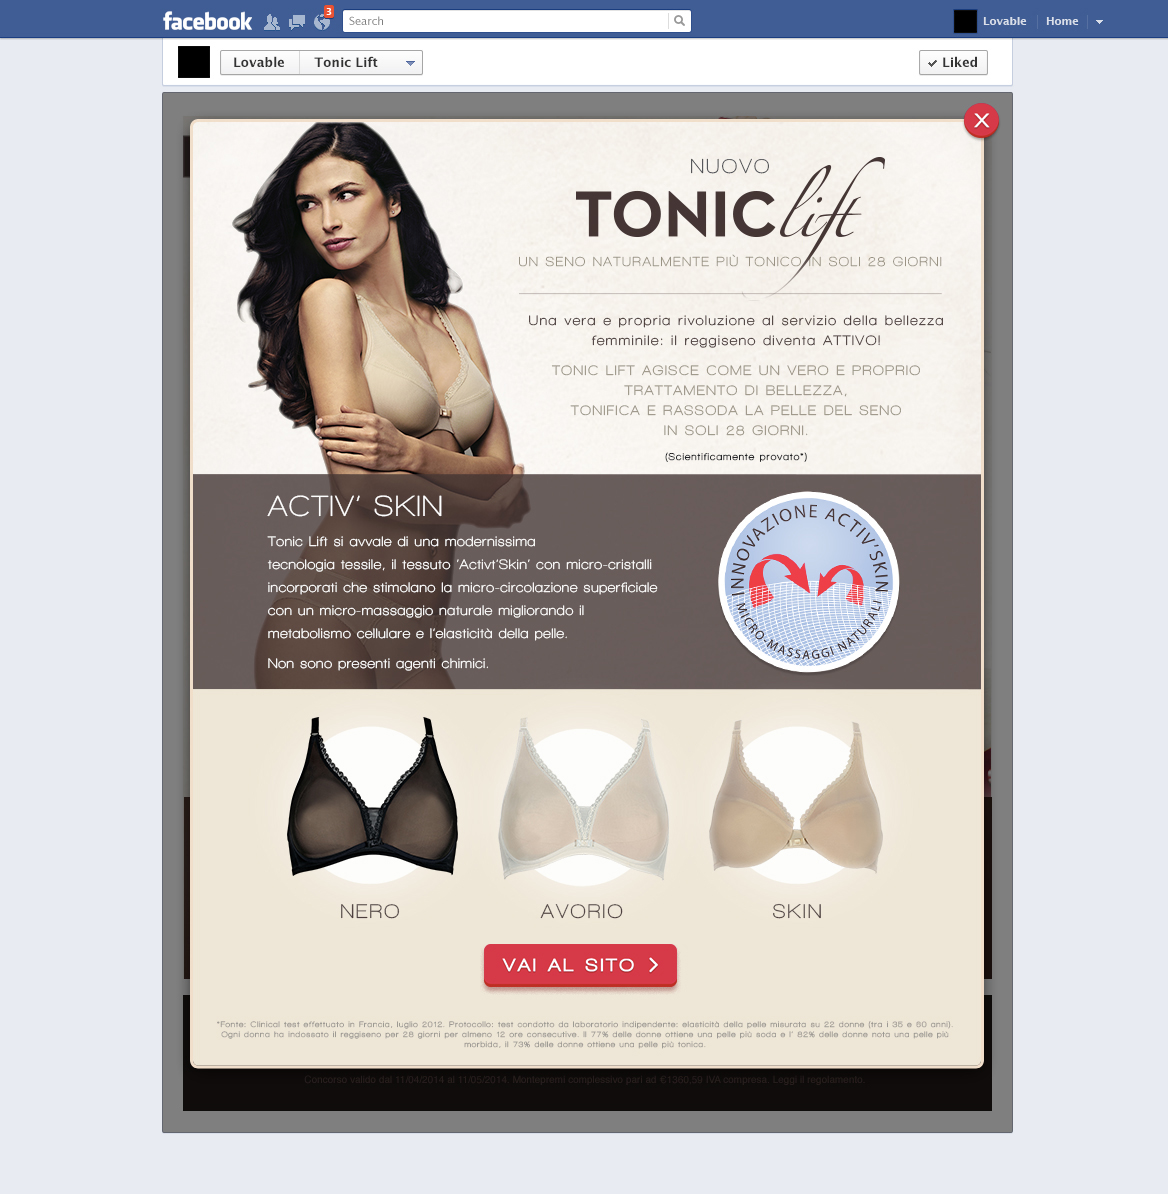 facebook
3
Search
Lovable
Home
Lovable
Tonic Lift
Liked
NUOVO
TONIC lift
UN SENO NATURALMENTE PIÙ TONICO IN SOLI 28 GIORNI
Una vera e propria rivoluzione al servizio della bellezza
femminile: il reggiseno diventa ATTIVO!
TONIC LIFT AGISCE COME UN VERO E PROPRIO
TRATTAMENTO DI BELLEZZA,
TONIFICA E RASSODA LA PELLE DEL SENO
IN SOLI 28 GIORNI.
(Scientificamente provato*)
ACTIV' SKIN
Tonic Lift si avvale di una modernissima
tecnologia tessile, il tessuto 'Activt'Skin' con micro-cristalli
incorporati che stimolano la micro-circolazione superficiale
con un micro-massaggio naturale migliorando il
metabolismo cellulare e l'elasticità della pelle.
Non sono presenti agenti chimici.
INNOVAZIONE ACTIV'SKIN
MICRO-MASSAGGI NATURALI
NERO
AVORIO
SKIN
VAI AL SITO
*Fonte: Clinical test effettuato in Francia, luglio 2012. Protocollo: test condotto da laboratorio indipendente: elasticità della pelle misurata su 22 donne (tra i 35 e 50 anni).
Ogni donna ha indossato il reggiseno per 28 giorni per almeno 12 ore consecutive. Il 77% delle donne ottiene una pelle più soda e l' 82% delle donne nota una pelle più
morbida, il 73% delle donne ottiene una pelle più tonica.
Concorso valido dal 11/04/2014 al 11/05/2014. Montepremi complessivo pari ad €1360,59 IVA compresa. Leggi il regolamento.